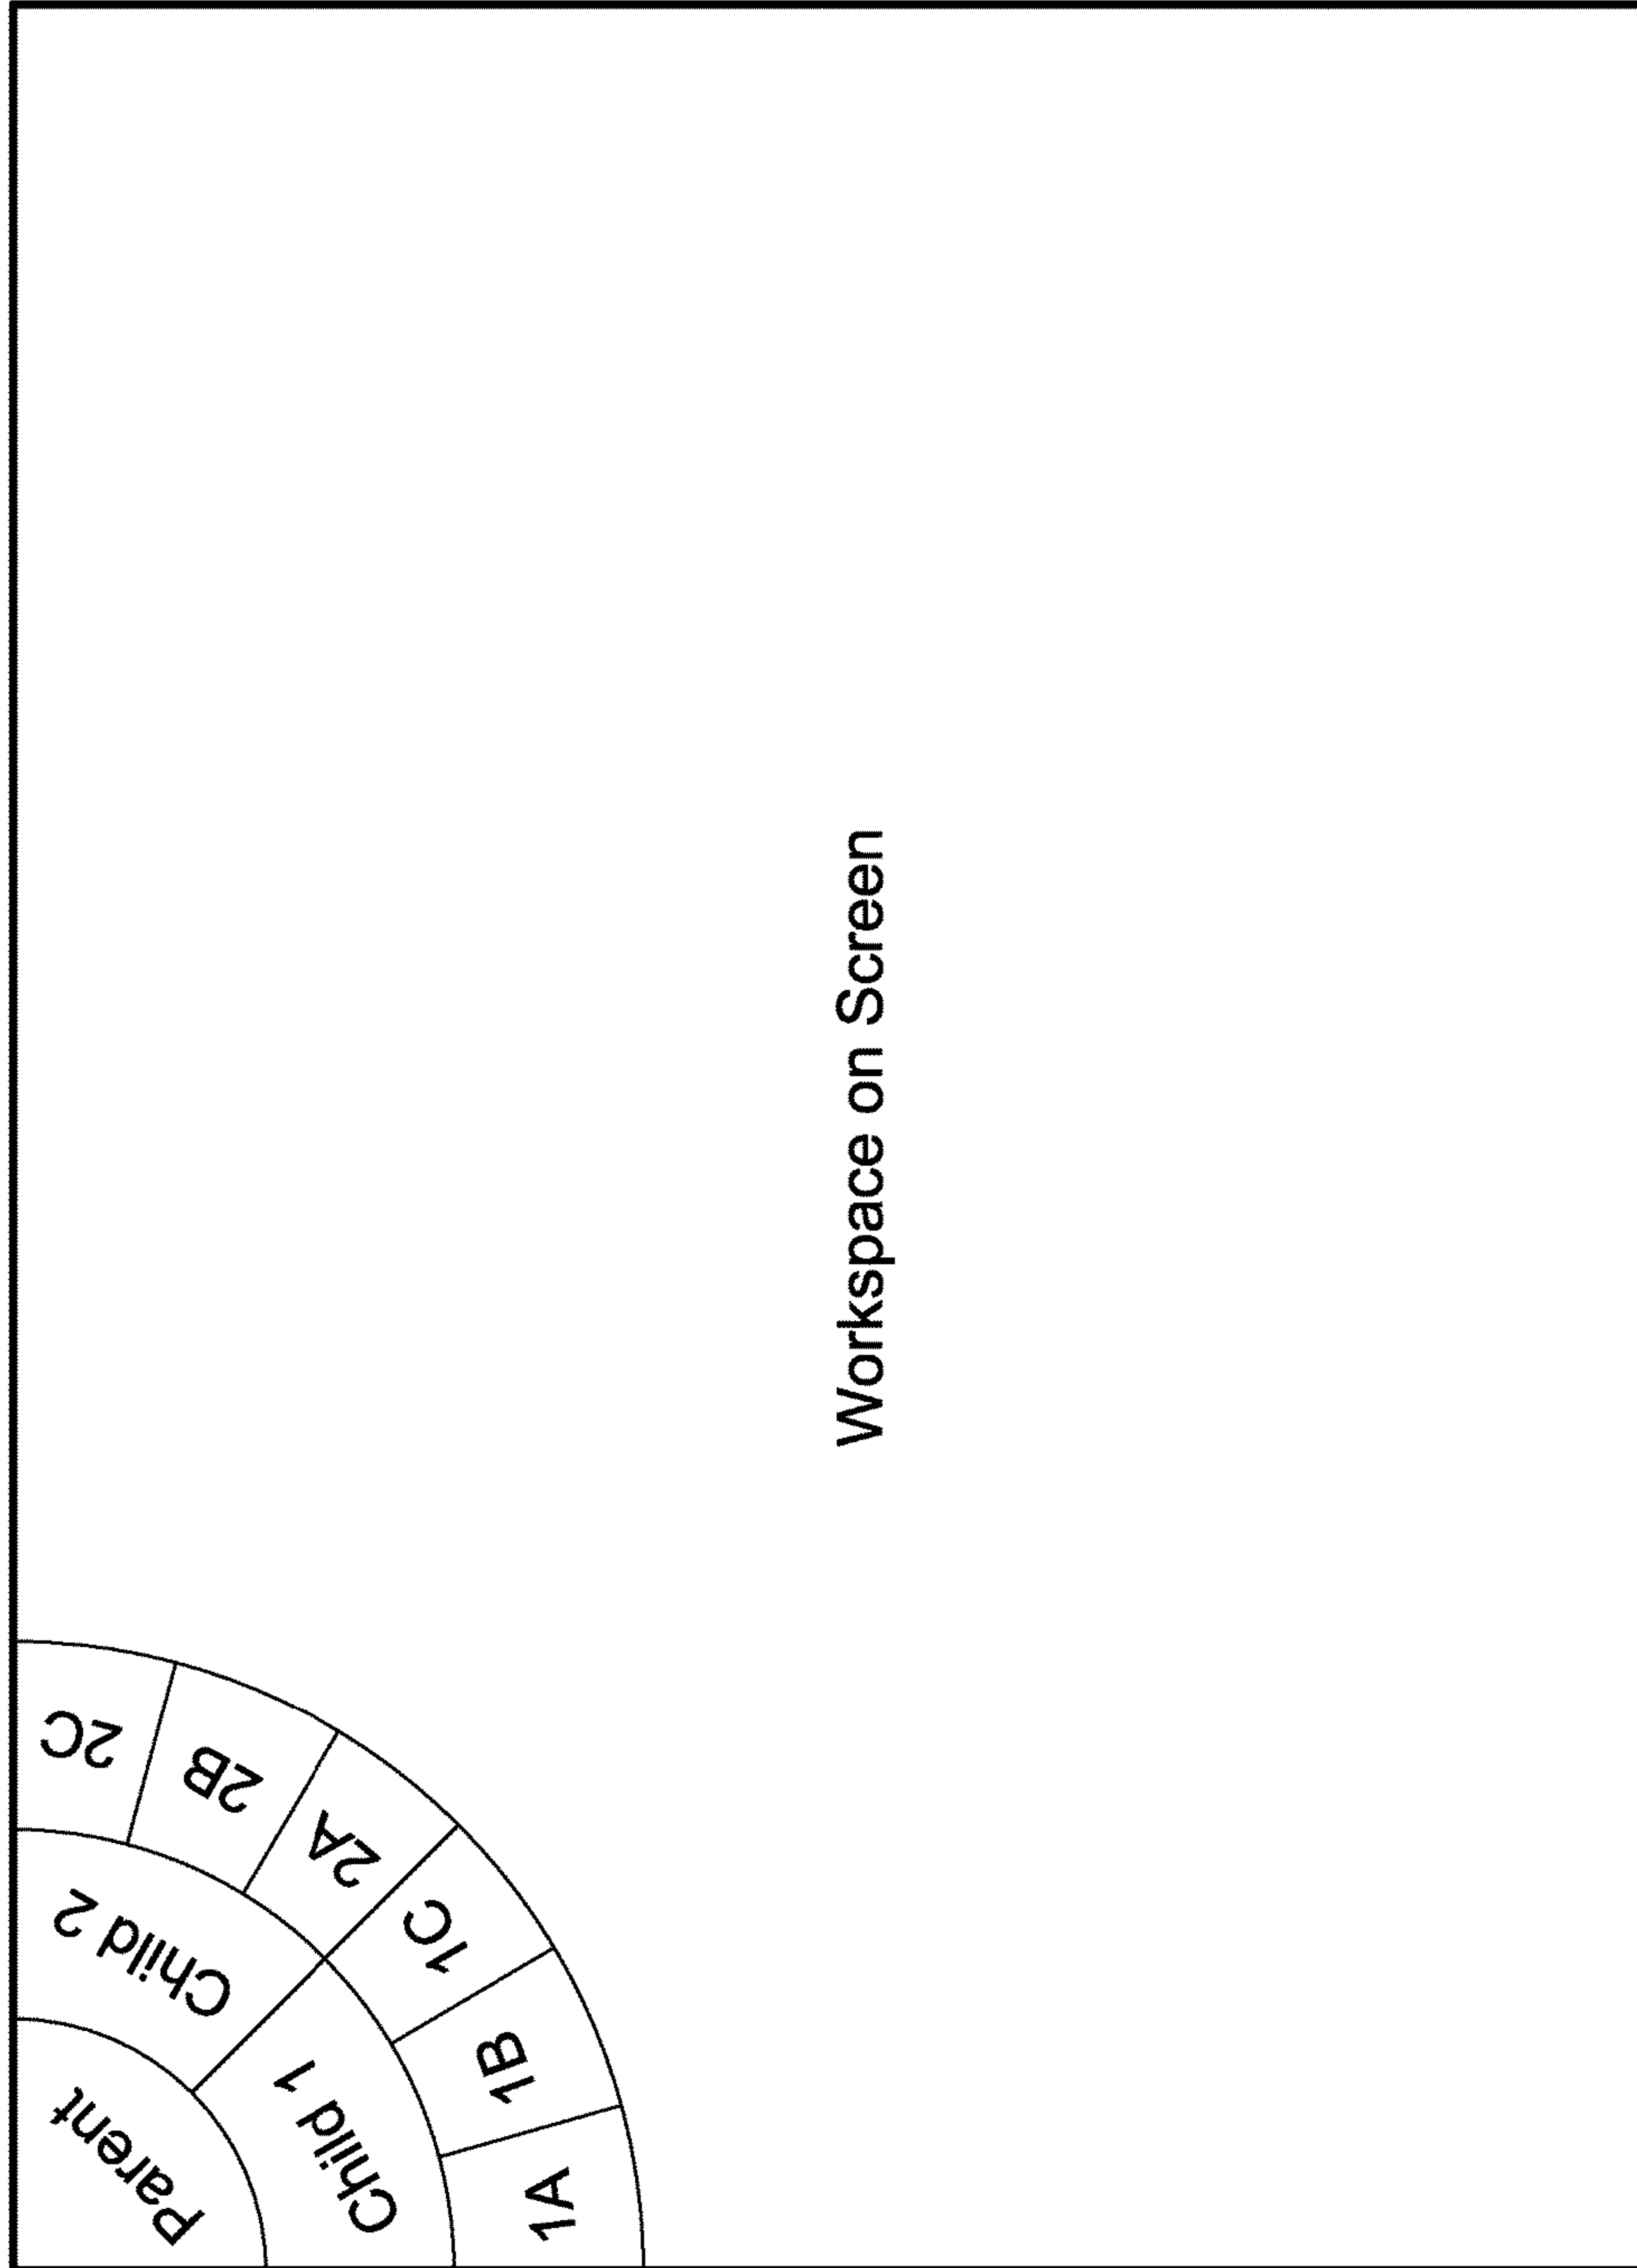 Parent
Child 1
Child 2
1A
1B
1C
2A
2B
2C
Workspace on Screen